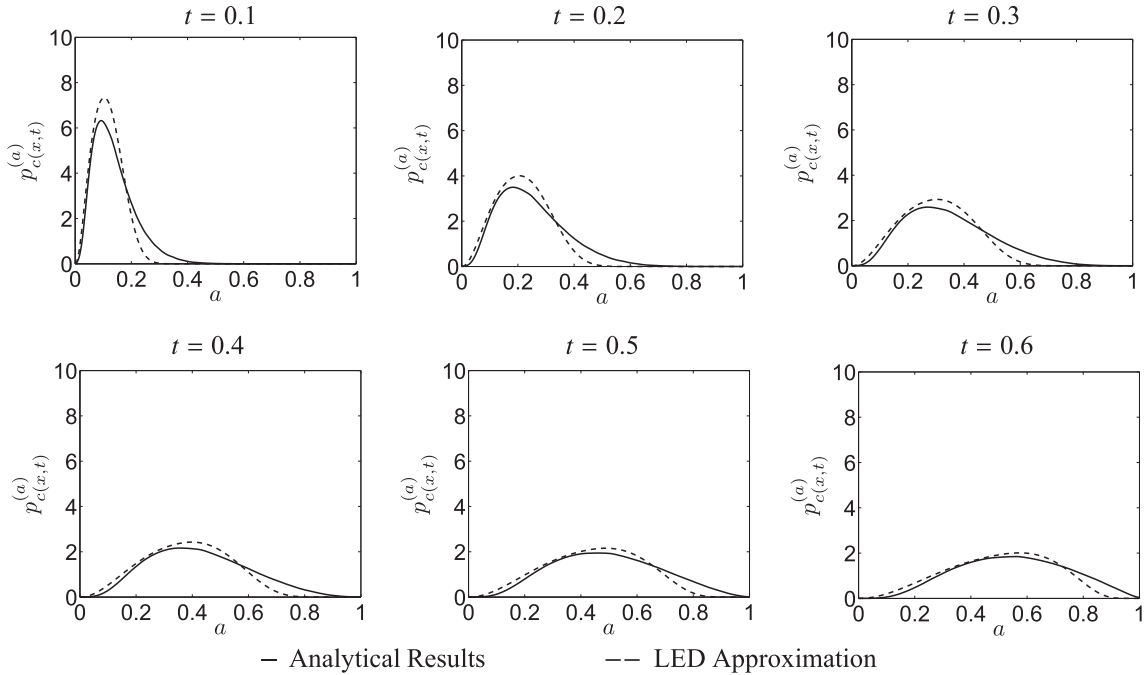 t = 0.1
10
8
6
4
2
0
p_{c(x,t)}^{(a)}
0 0.2 0.4 0.6 0.8 1
a
t = 0.2
10
8
6
4
2
0
p_{c(x,t)}^{(a)}
0 0.2 0.4 0.6 0.8 1
a
t = 0.3
10
8
6
4
2
0
p_{c(x,t)}^{(a)}
0 0.2 0.4 0.6 0.8 1
a
t = 0.4
10
8
6
4
2
0
p_{c(x,t)}^{(a)}
0 0.2 0.4 0.6 0.8 1
a
t = 0.5
10
8
6
4
2
0
p_{c(x,t)}^{(a)}
0 0.2 0.4 0.6 0.8 1
a
t = 0.6
10
8
6
4
2
0
p_{c(x,t)}^{(a)}
0 0.2 0.4 0.6 0.8 1
a
Analytical Results
LED Approximation